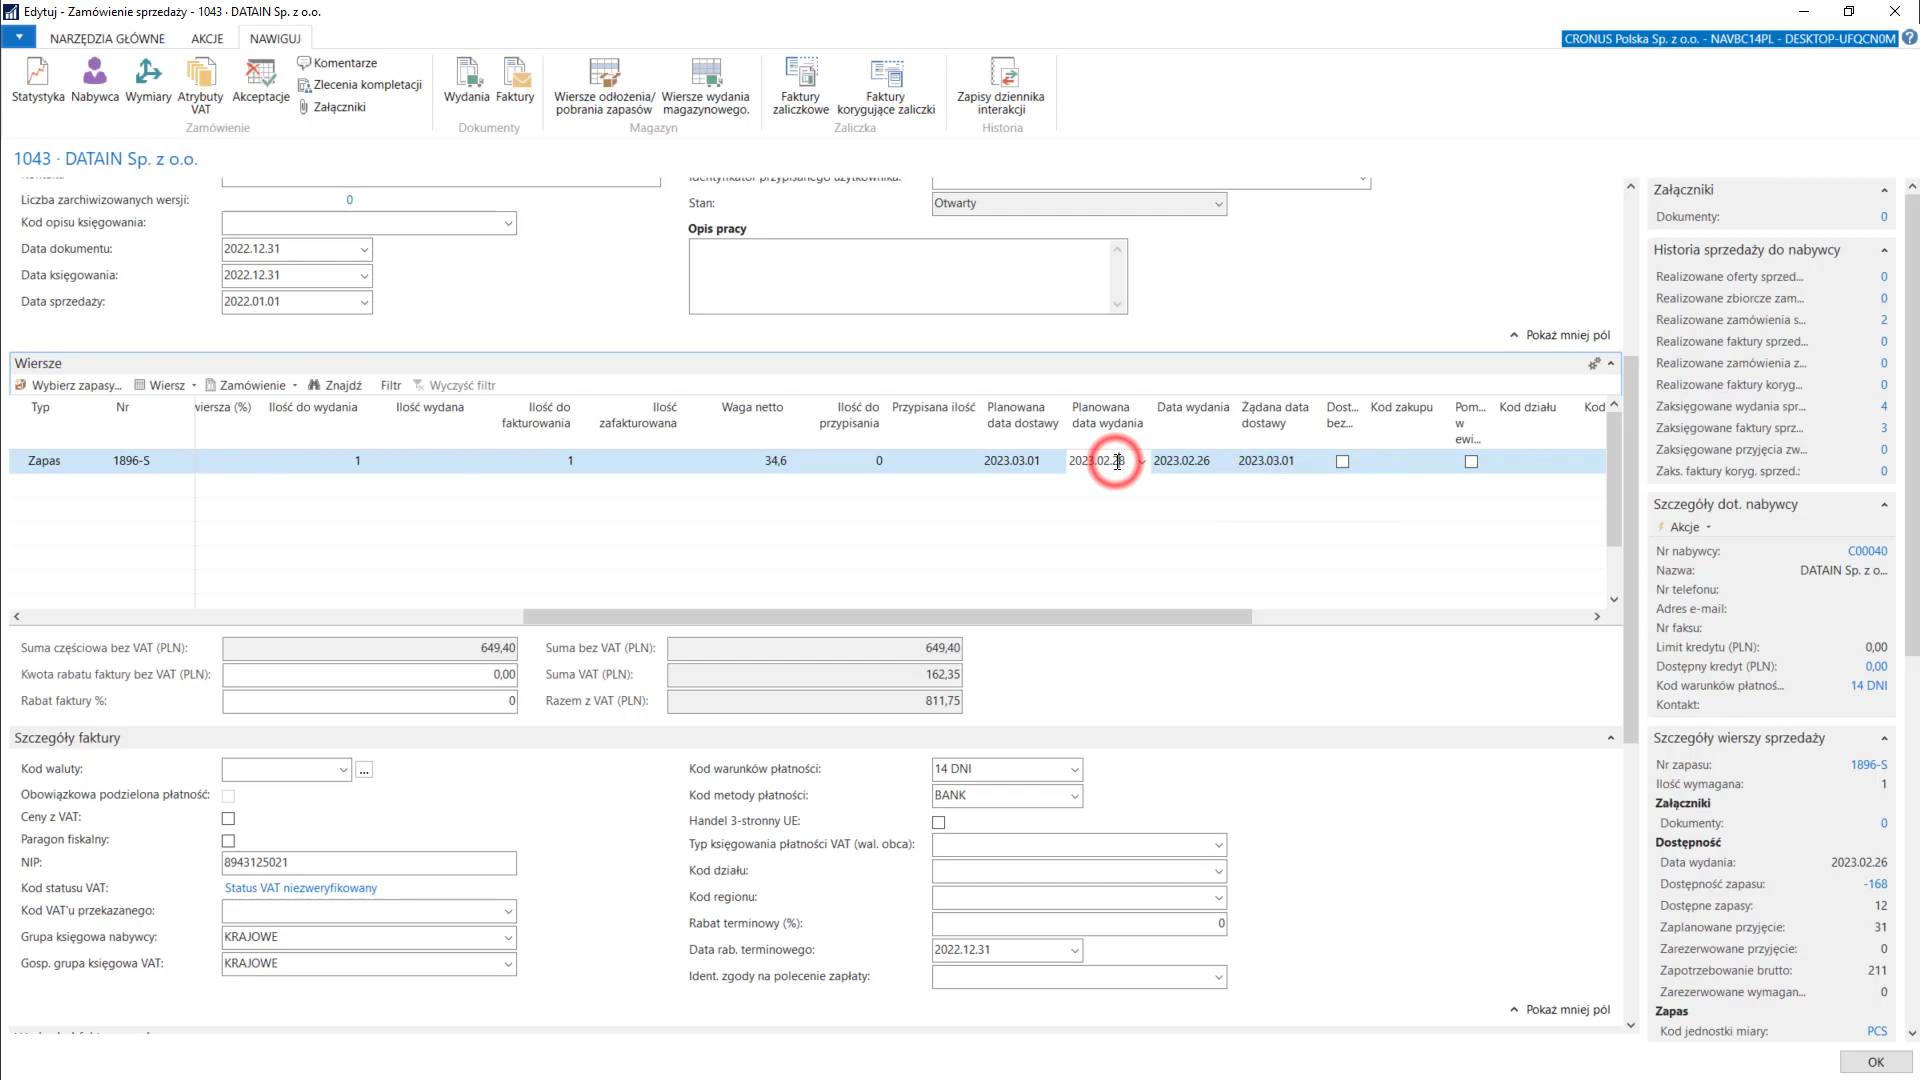 Edytuj - Zamówienie sprzedaży - 1043 · DATAIN Sp. z o.o.
NARZĘDZIA GŁÓWNE AKCJE NAWIGUJ
CRONUS Polska Sp. z o.o. - NAVBC14PL - DESKTOP-UFQCN0M
Statystyka Nabywca Wymiary Atrybuty VAT Akceptacje
Komentarze
Zlecenia kompletacji
Załączniki
Zamówienie
Wydania Faktury
Dokumenty
Wiersze odłożenia/ pobrania zapasów Wiersze wydania magazynowego.
Magazyn
Faktury zaliczkowe Faktury korygujące zaliczki
Zaliczka
Zapisy dziennika interakcji
Historia
1043 · DATAIN Sp. z o.o.
Identyfikator przypisanego użytkownika:
Liczba zarchiwizowanych wersji: 0
Stan: Otwarty
Kod opisu księgowania:
Opis pracy
Data dokumentu: 2022.12.31
Data księgowania: 2022.12.31
Data sprzedaży: 2022.01.01
Pokaż mniej pól
Wiersze
Wybierz zapasy... Wiersz Zamówienie Znajdź Filtr Wyczyść filtr
Typ Nr wiersza (%) Ilość do wydania Ilość wydana Ilość do fakturowania Ilość zafakturowana Waga netto Ilość do przypisania Przypisana ilość Planowana data dostawy Planowana data wydania Data wydania Żądana data dostawy Dost... bez... Kod zakupu Pom... w ewi... Kod działu Kod
Zapas 1896-S 1 1 34,6 0 2023.03.01 2023.02.28 2023.02.26 2023.03.01
Suma częściowa bez VAT (PLN): 649,40 Suma bez VAT (PLN): 649,40
Kwota rabatu faktury bez VAT (PLN): 0,00 Suma VAT (PLN): 162,35
Rabat faktury %: 0 Razem z VAT (PLN): 811,75
Szczegóły faktury
Kod waluty: ...
Obowiązkowa podzielona płatność:
Ceny z VAT:
Paragon fiskalny:
NIP: 8943125021
Kod statusu VAT: Status VAT niezweryfikowany
Kod VAT'u przekazanego:
Grupa księgowa nabywcy: KRAJOWE
Gosp. grupa księgowa VAT: KRAJOWE
Kod warunków płatności: 14 DNI
Kod metody płatności: BANK
Handel 3-stronny UE:
Typ księgowania płatności VAT (wal. obca):
Kod działu:
Kod regionu:
Rabat terminowy (%): 0
Data rab. terminowego: 2022.12.31
Ident. zgody na polecenie zapłaty:
Pokaż mniej pól
Załączniki
Dokumenty: 0
Historia sprzedaży do nabywcy
Realizowane oferty sprzed... 0
Realizowane zbiorcze zam... 0
Realizowane zamówienia s... 2
Realizowane faktury sprzed... 0
Realizowane zamówienia z... 0
Realizowane faktury koryg... 0
Zaksięgowane wydania spr... 4
Zaksięgowane faktury sprz... 3
Zaksięgowane przyjęcia zw... 0
Zaks. faktury koryg. sprzed.: 0
Szczegóły dot. nabywcy
Akcje
Nr nabywcy: C00040
Nazwa: DATAIN Sp. z o...
Nr telefonu:
Adres e-mail:
Nr faksu:
Limit kredytu (PLN): 0,00
Dostępny kredyt (PLN): 0,00
Kod warunków płatnoś... 14 DNI
Kontakt:
Szczegóły wierszy sprzedaży
Nr zapasu: 1896-S
Ilość wymagana: 1
Załączniki
Dokumenty: 0
Dostępność
Data wydania: 2023.02.26
Dostępność zapasu: -168
Dostępne zapasy: 12
Zaplanowane przyjęcie: 31
Zarezerwowane przyjęcie: 0
Zapotrzebowanie brutto: 211
Zarezerwowane wymagan... 0
Zapas
Kod jednostki miary: PCS
OK